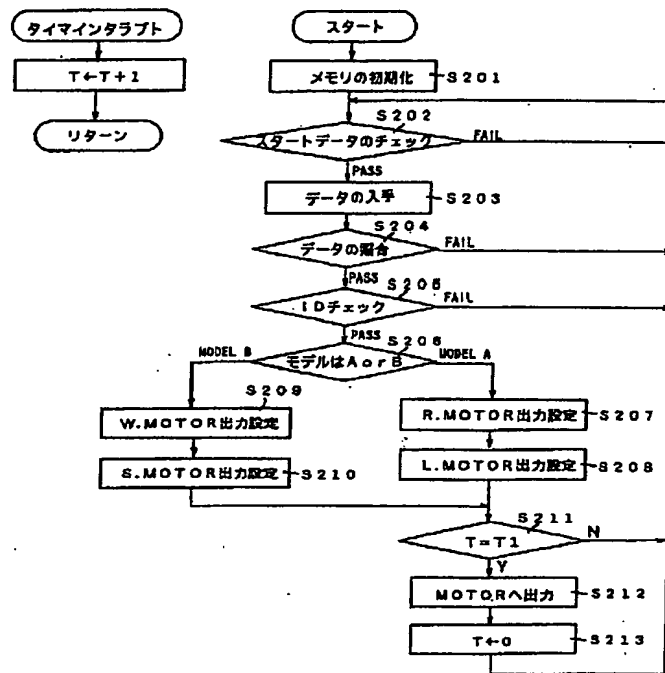 タイマインタラプト
T←T+1
リターン
スタート
メモリの初期化
S201
S202
スタートデータのチェック
FAIL
PASS
データの入手
S203
S204
データの照合
FAIL
PASS
S205
IDチェック
FAIL
PASS
S206
モデルはAorB
MODEL B
MODEL A
S209
W.MOTOR出力設定
R.MOTOR出力設定
S207
S.MOTOR出力設定
S210
L.MOTOR出力設定
S208
S211
T=T1
N
Y
MOTORへ出力
S212
T←0
S213